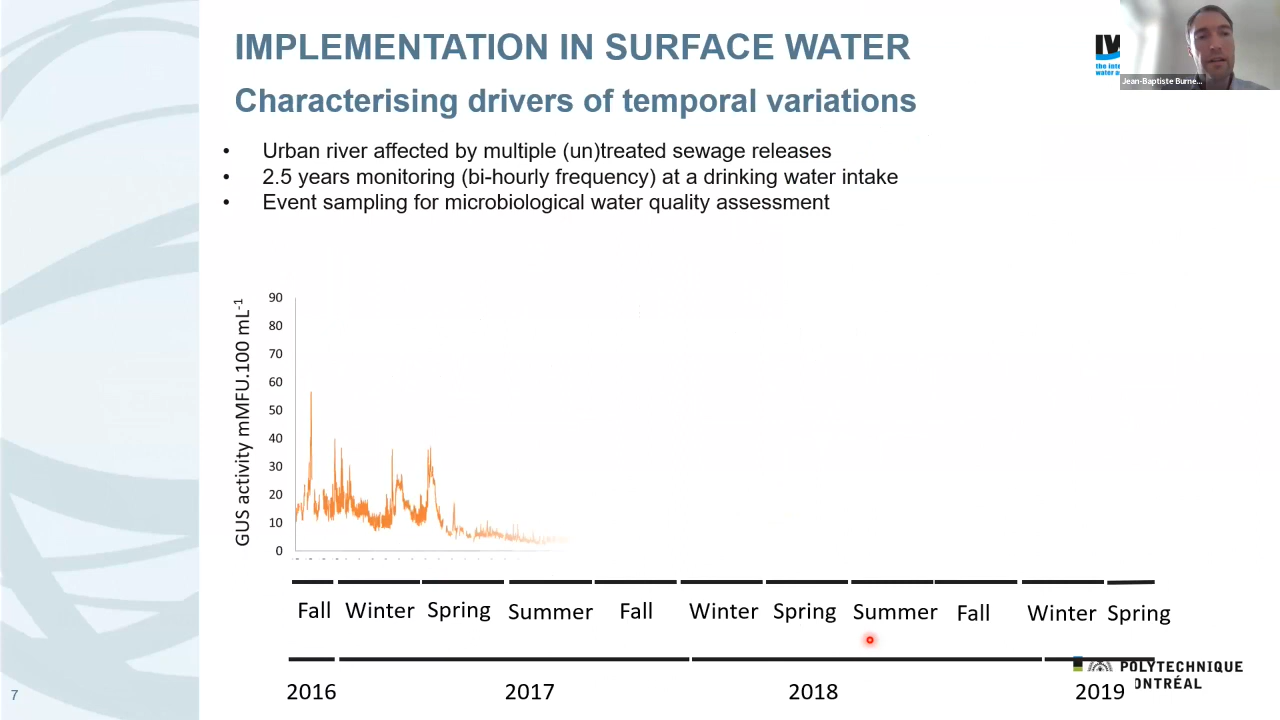 IMPLEMENTATION IN SURFACE WATER
Characterising drivers of temporal variations
Jean-Baptiste Burne...
• Urban river affected by multiple (un)treated sewage releases
• 2.5 years monitoring (bi-hourly frequency) at a drinking water intake
• Event sampling for microbiological water quality assessment
GUS activity mMFU.100 mL-1
90
80
70
60
50
40
30
20
10
0
Fall Winter Spring Summer Fall Winter Spring Summer Fall Winter Spring
2016 2017 2018 2019
POLYTECHNIQUE
ONTRÉAL
7